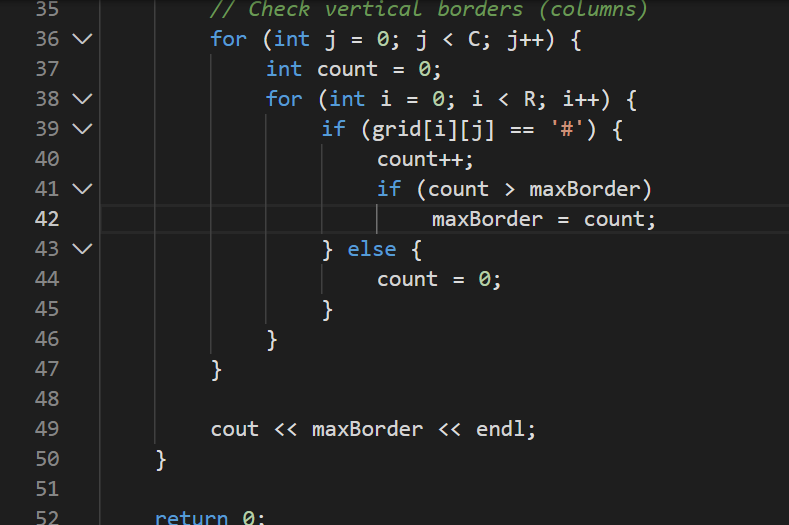 35 // Check vertical borders (columns)
36 for (int j = 0; j < C; j++) {
37 int count = 0;
38 for (int i = 0; i < R; i++) {
39 if (grid[i][j] == '#') {
40 count++;
41 if (count > maxBorder)
42 maxBorder = count;
43 } else {
44 count = 0;
45 }
46 }
47 }
48
49 cout << maxBorder << endl;
50 }
51
52 return 0;